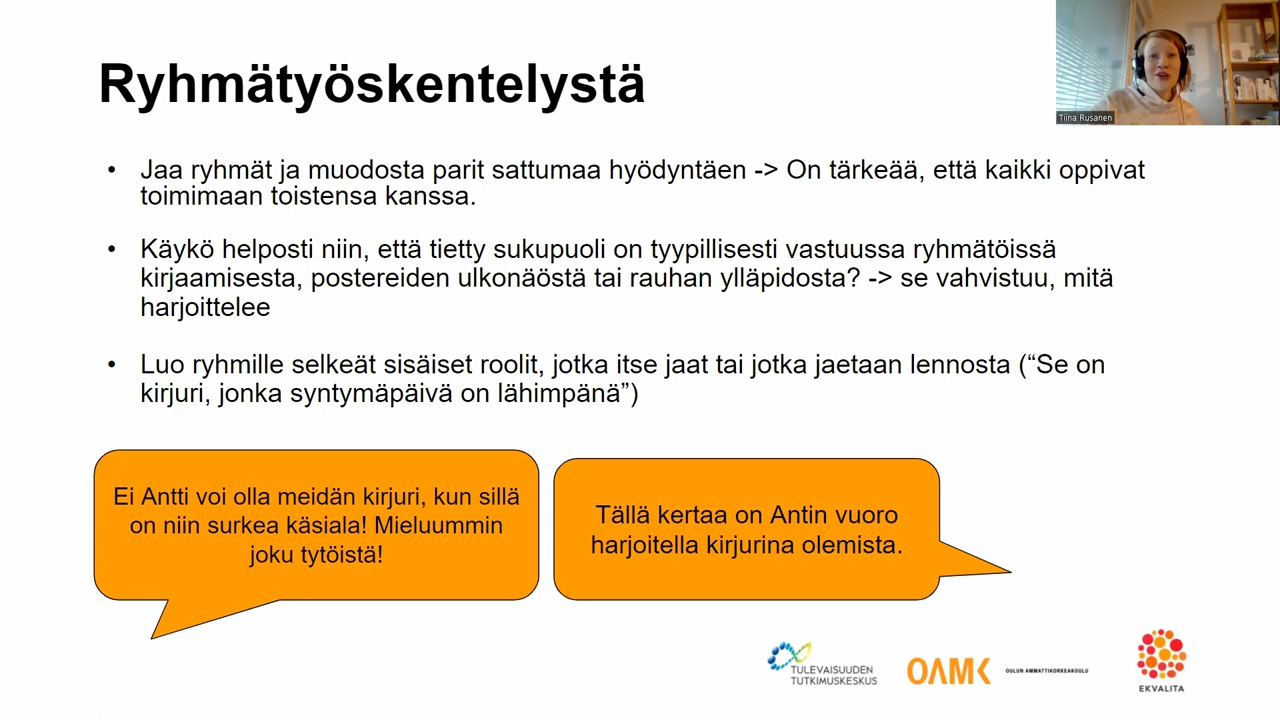 Ryhmätyöskentelystä
Tiina Rusanen
• Jaa ryhmät ja muodosta parit sattumaa hyödyntäen -> On tärkeää, että kaikki oppivat
toimimaan toistensa kanssa.
• Käykö helposti niin, että tietty sukupuoli on tyypillisesti vastuussa ryhmätöissä
kirjaamisesta, postereiden ulkonäöstä tai rauhan ylläpidosta? -> se vahvistuu, mitä
harjoittelee
• Luo ryhmille selkeät sisäiset roolit, jotka itse jaat tai jotka jaetaan lennosta (“Se on
kirjuri, jonka syntymäpäivä on lähimpänä”)
Ei Antti voi olla meidän kirjuri, kun sillä
on niin surkea käsiala! Mieluummin
joku tytöistä!
Tällä kertaa on Antin vuoro
harjoitella kirjurina olemista.
TULEVAISUUDEN
TUTKIMUSKESKUS
OAMK
OULUN AMMATTIKORKEAKOULU
EKVALITA